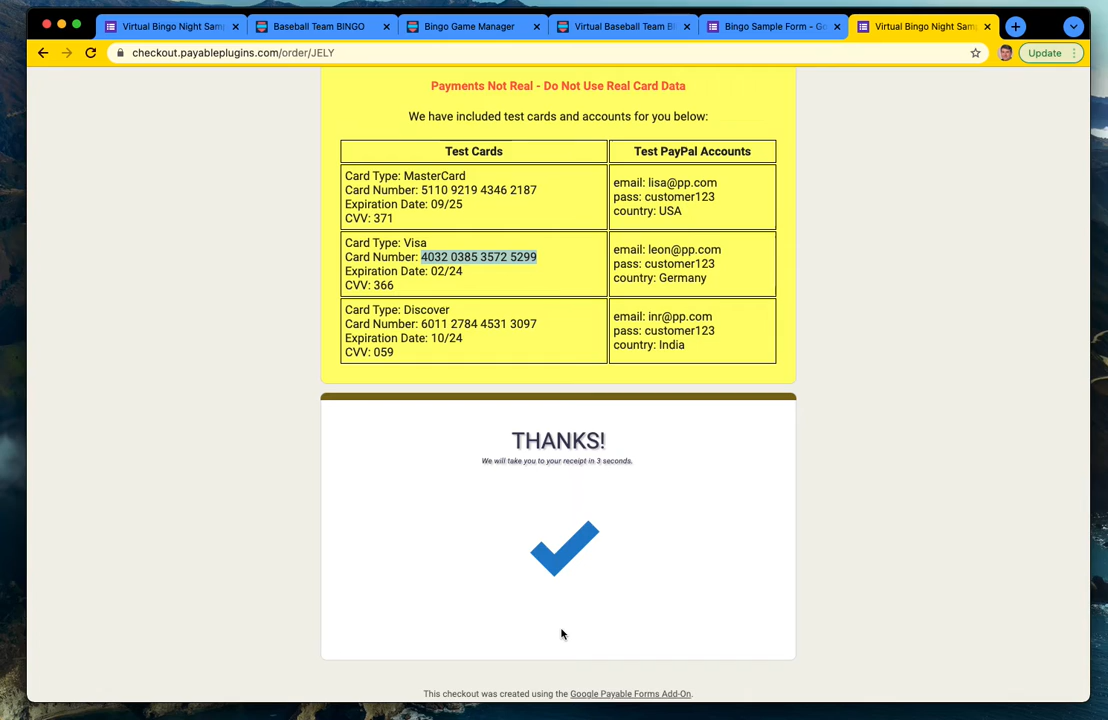 Virtual Bingo Night Sam
Baseball Team BINGO
Bingo Game Manager
Virtual Baseball Team Bi
Bingo Sample Form - Go
Virtual Bingo Night Sam
checkout.payableplugins.com/order/JELY
Update
Payments Not Real - Do Not Use Real Card Data
We have included test cards and accounts for you below:
Test Cards
Test PayPal Accounts
Card Type: MasterCard
Card Number: 5110 9219 4346 2187
Expiration Date: 09/25
CVV: 371
email: lisa@pp.com
pass: customer123
country: USA
Card Type: Visa
Card Number: 4032 0385 3572 5299
Expiration Date: 02/24
CVV: 366
email: leon@pp.com
pass: customer123
country: Germany
Card Type: Discover
Card Number: 6011 2784 4531 3097
Expiration Date: 10/24
CVV: 059
email: inr@pp.com
pass: customer123
country: India
THANKS!
We will take you to your receipt in 3 seconds.
This checkout was created using the Google Payable Forms Add-On.